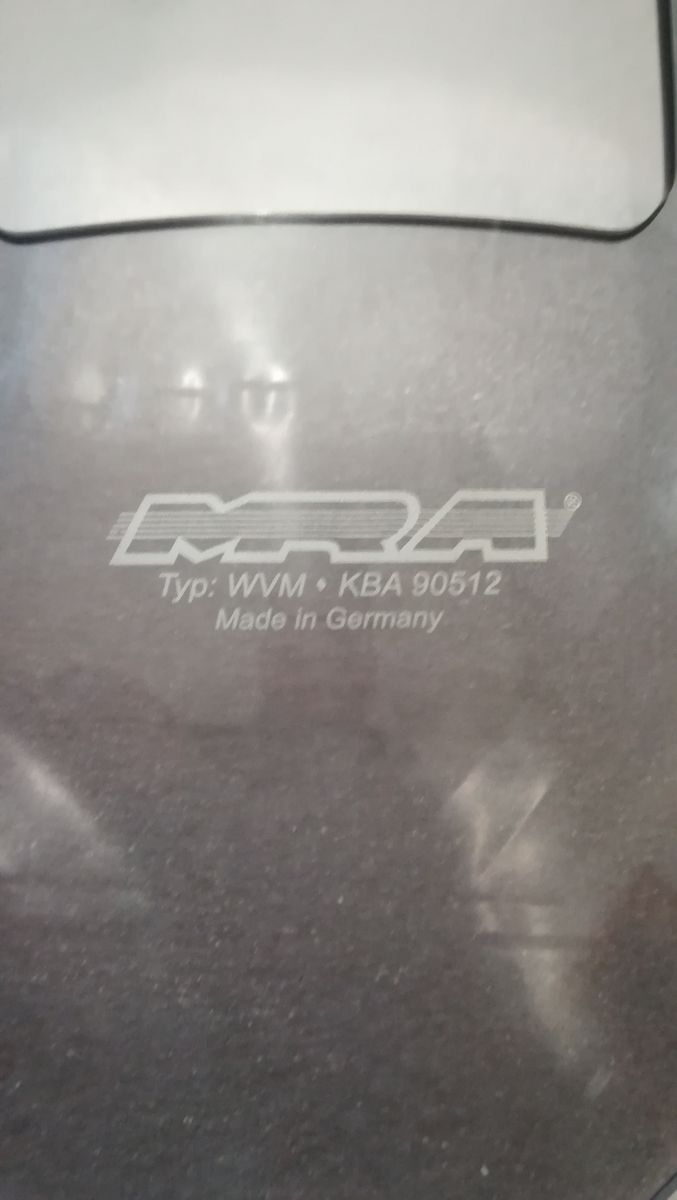 MRA®
Typ: WVM • KBA 90512
Made in Germany